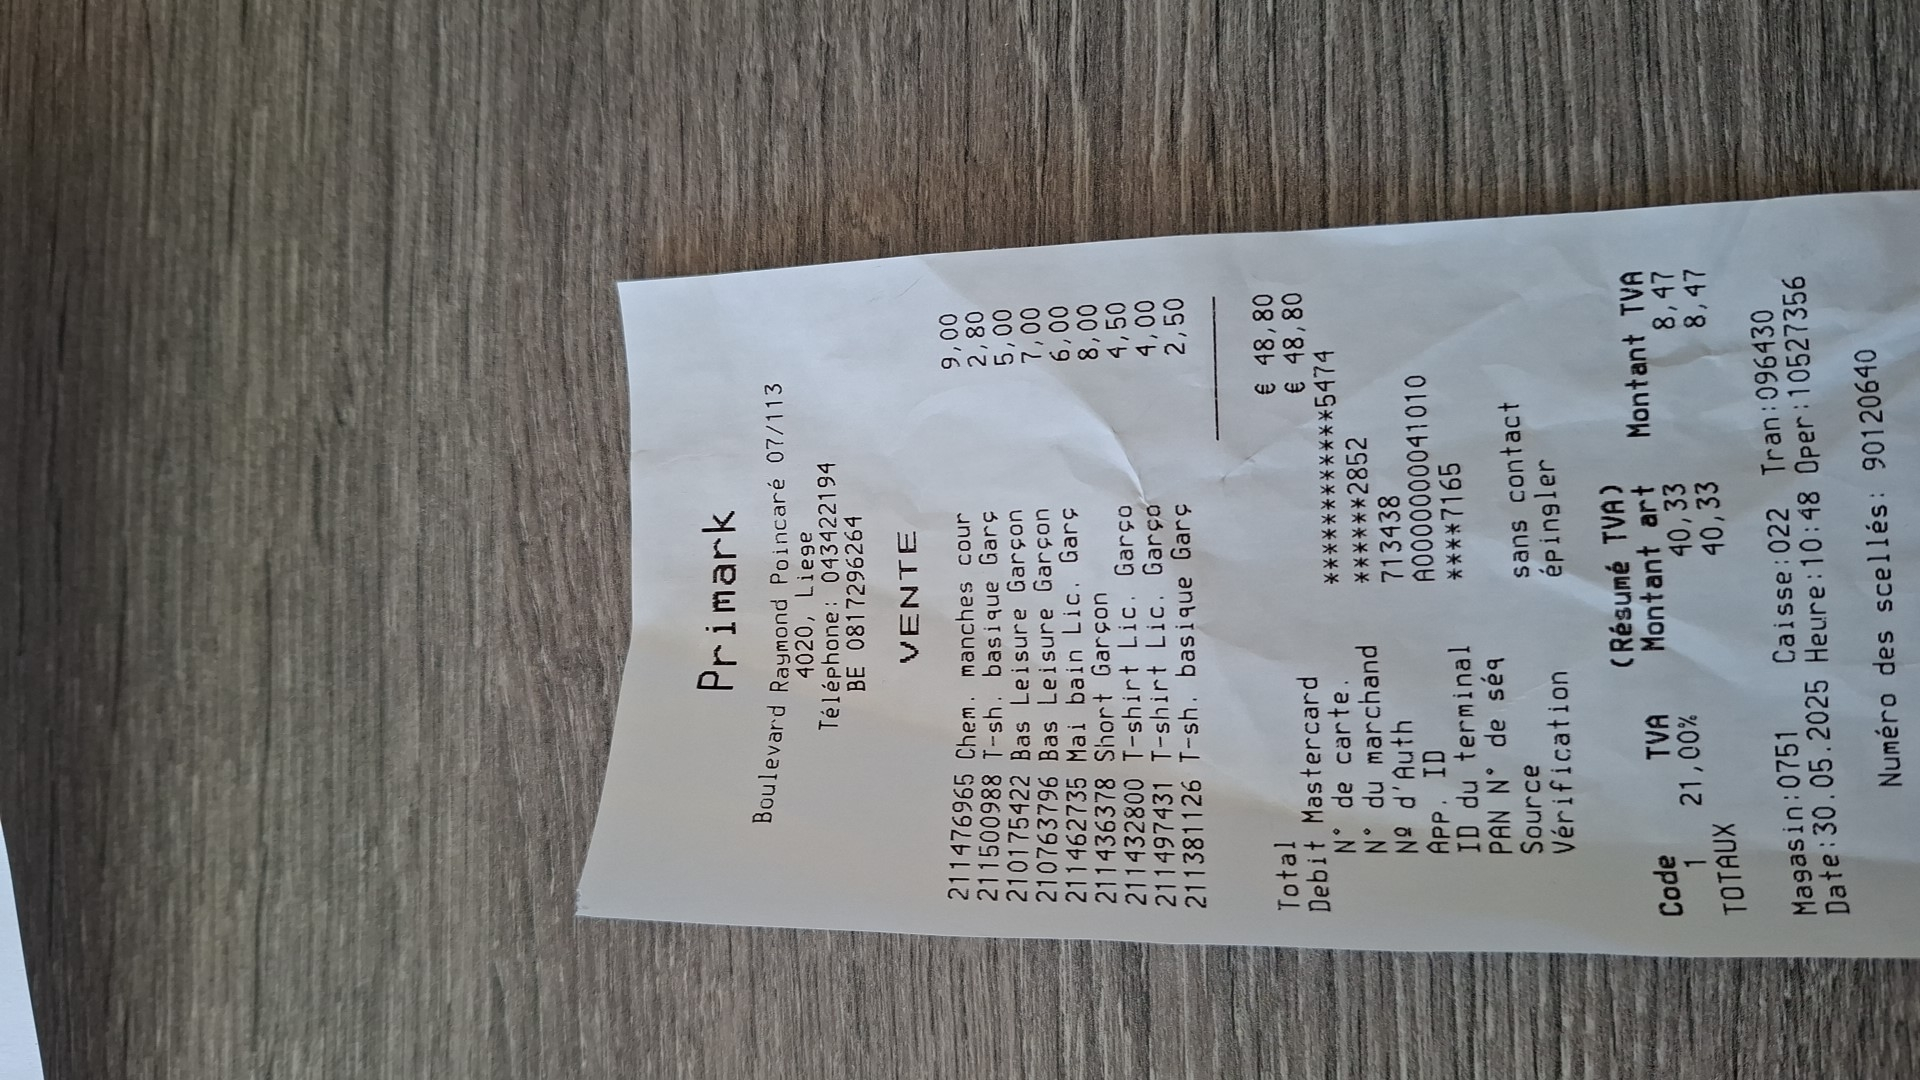 Primark
Boulevard Raymond Poincaré 07/113
4020, Liege
Téléphone: 043422194
BE 0817296264
VENTE
211476965 Chem. manches cour 9,00
211500988 T-sh. basique Garç 2,80
210175422 Bas Leisure Garçon 5,00
210763796 Bas Leisure Garçon 7,00
211462735 Mai bain Lic. Garç 6,00
211436378 Short Garçon 8,00
211432800 T-shirt Lic. Garço 4,50
211497431 T-shirt Lic. Garço 4,00
211381126 T-sh. basique Garç 2,50
Total € 48,80
Debit Mastercard € 48,80
N° de carte. ************5474
N° du marchand ******2852
Nº d'Auth 713438
APP. ID A0000000041010
ID du terminal ****7165
PAN N° de séq
Source sans contact
Vérification épingler
(Résumé TVA)
Code TVA Montant art Montant TVA
1 21,00% 40,33 8,47
TOTAUX 40,33 8,47
Magasin:0751 Caisse:022 Tran:096430
Date:30.05.2025 Heure:10:48 Oper:10527356
Numéro des scellés: 90120640